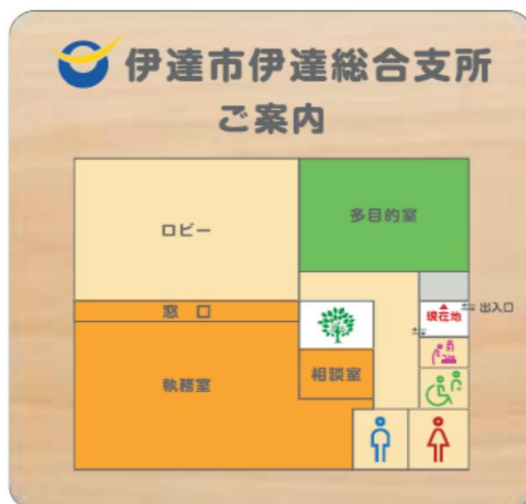 伊達市伊達総合支所
ご案内
ロビー
多目的室
窓口
現在地
出入口
執務室
相談室